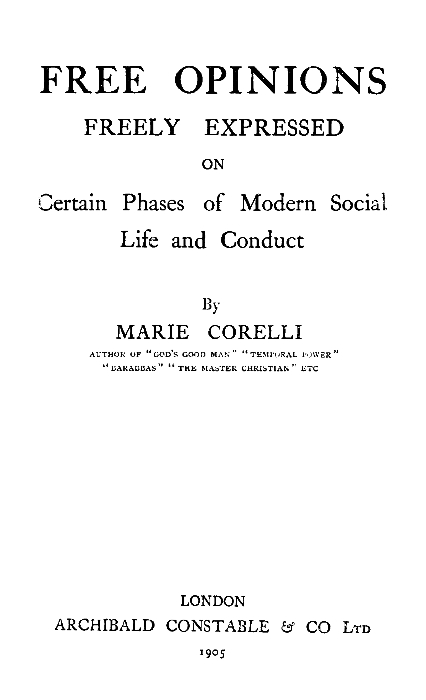 FREE OPINIONS
FREELY EXPRESSED
ON
Certain Phases of Modern Social
Life and Conduct
By
MARIE CORELLI
AUTHOR OF "GOD'S GOOD MAN" "TEMPORAL POWER"
"BARABBAS" "THE MASTER CHRISTIAN" ETC
LONDON
ARCHIBALD CONSTABLE & CO LTD
1905